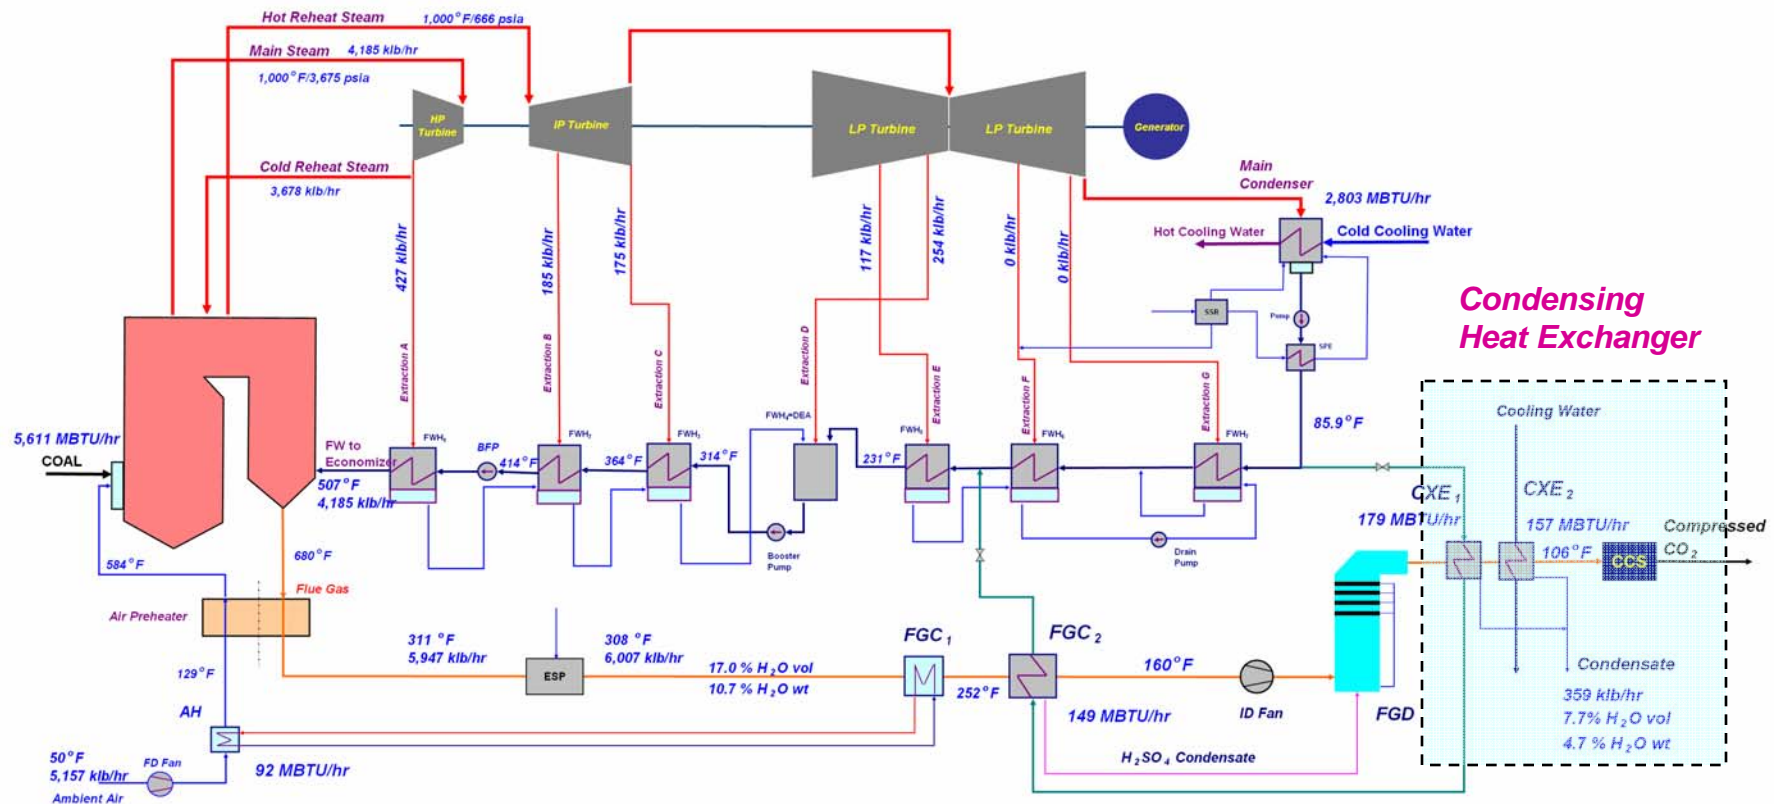 Hot Reheat Steam
1,000°F/666 psia
Main Steam
4,185 klb/hr
1,000°F/3,675 psia
HP
Turbine
IP Turbine
LP Turbine
LP Turbine
Generator
Cold Reheat Steam
3,678 klb/hr
Main
Condenser
2,803 MBTU/hr
Hot Cooling Water
Cold Cooling Water
427 klb/hr
185 klb/hr
175 klb/hr
117 klb/hr
254 klb/hr
0 klb/hr
0 klb/hr
SSR
Pump
SPE
Condensing
Heat Exchanger
Extraction A
Extraction B
Extraction C
Extraction D
Extraction E
Extraction F
Extraction G
85.9°F
Cooling Water
5,611 MBTU/hr
COAL
FW to
Economizer
507°F
4,185 klb/hr
BFP
414°F
364°F
314°F
FWH₄=DEA
231°F
CXE₁
179 MBTU/hr
CXE₂
157 MBTU/hr
106°F
CCS
Compressed
CO₂
Booster
Pump
Drain
Pump
584°F
680°F
Flue Gas
Air Preheater
129°F
311 °F
5,947 klb/hr
ESP
308°F
6,007 klb/hr
17.0 % H₂O vol
10.7 % H₂O wt
FGC₁
252°F
FGC₂
149 MBTU/hr
160°F
ID Fan
FGD
H₂SO₄ Condensate
Condensate
359 klb/hr
7.7% H₂O vol
4.7 % H₂O wt
AH
92 MBTU/hr
50°F
5,157 klb/hr
Ambient Air
FD Fan